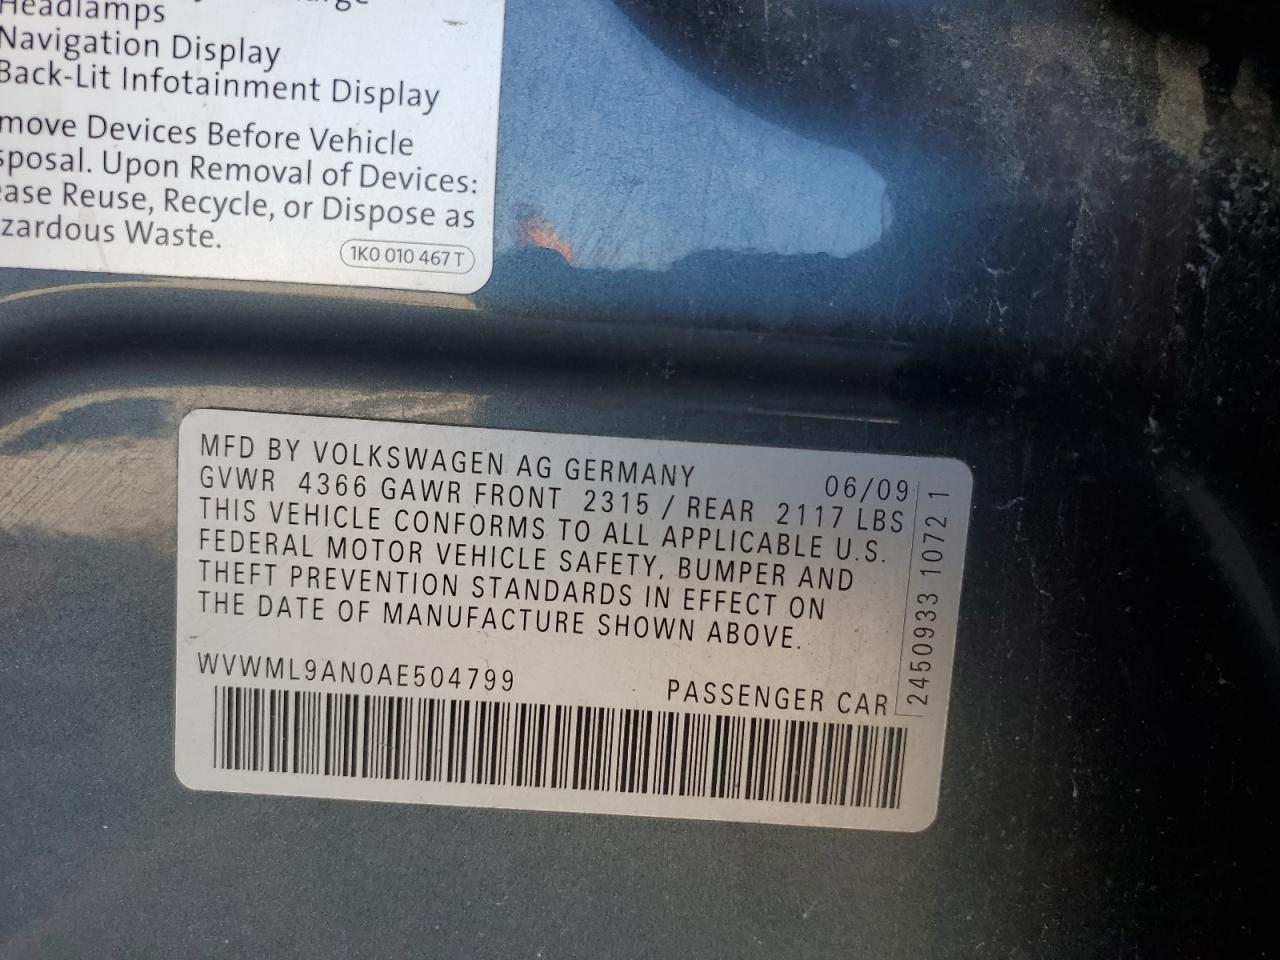 Headlamps
Navigation Display
Back-Lit Infotainment Display
move Devices Before Vehicle
sposal. Upon Removal of Devices:
ease Reuse, Recycle, or Dispose as
zardous Waste.
1K0 010 467 T
MFD BY VOLKSWAGEN AG GERMANY 06/09
GVWR 4366 GAWR FRONT 2315 / REAR 2117 LBS
THIS VEHICLE CONFORMS TO ALL APPLICABLE U.S.
FEDERAL MOTOR VEHICLE SAFETY, BUMPER AND
THEFT PREVENTION STANDARDS IN EFFECT ON
THE DATE OF MANUFACTURE SHOWN ABOVE.
WVWML9AN0AE504799 PASSENGER CAR
2450933 1072 1